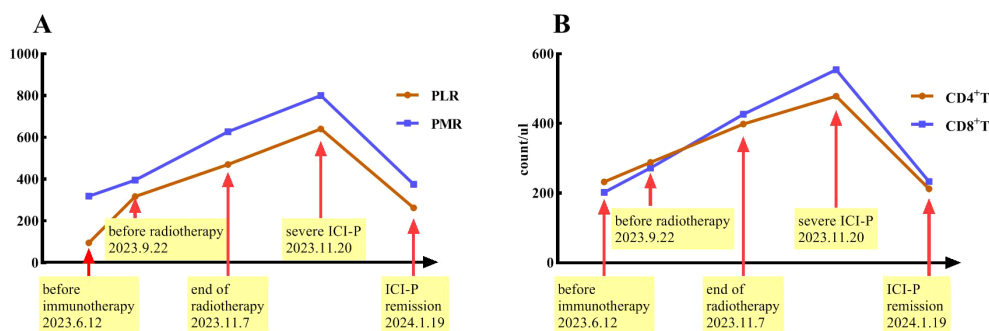 A
1000
800
600
400
200
0
PLR
PMR
before radiotherapy
2023.9.22
severe ICI-P
2023.11.20
before
immunotherapy
2023.6.12
end of
radiotherapy
2023.11.7
ICI-P
remission
2024.1.19
B
count/ul
600
400
200
0
CD4⁺T
CD8⁺T
before radiotherapy
2023.9.22
severe ICI-P
2023.11.20
before
immunotherapy
2023.6.12
end of
radiotherapy
2023.11.7
ICI-P
remission
2024.1.19